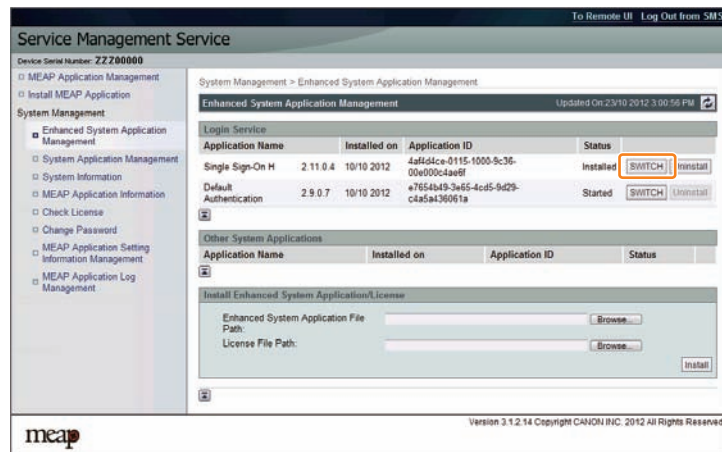 To Remote UI Log Out from SMS
Service Management Service
Device Serial Number: ZZZ00000
MEAP Application Management
Install MEAP Application
System Management
Enhanced System Application
Management
System Application Management
System Information
MEAP Application Information
Check License
Change Password
MEAP Application Setting
Information Management
MEAP Application Log
Management
System Management > Enhanced System Application Management
Enhanced System Application Management Updated On:23/10 2012 3:00:56 PM
Login Service
Application Name Installed on Application ID Status
Single Sign-On H 2.11.0.4 10/10 2012 4af4d4ce-0115-1000-9c36-
00e000c4ae6f Installed SWITCH Uninstall
Default
Authentication 2.9.0.7 10/10 2012 e7654b49-3e65-4cd5-9d29-
c4a5a436061a Started SWITCH Uninstall
Other System Applications
Application Name Installed on Application ID Status
Install Enhanced System Application/License
Enhanced System Application File
Path: Browse...
License File Path: Browse...
Install
Version 3.1.2.14 Copyright CANON INC. 2012 All Rights Reserved
meap